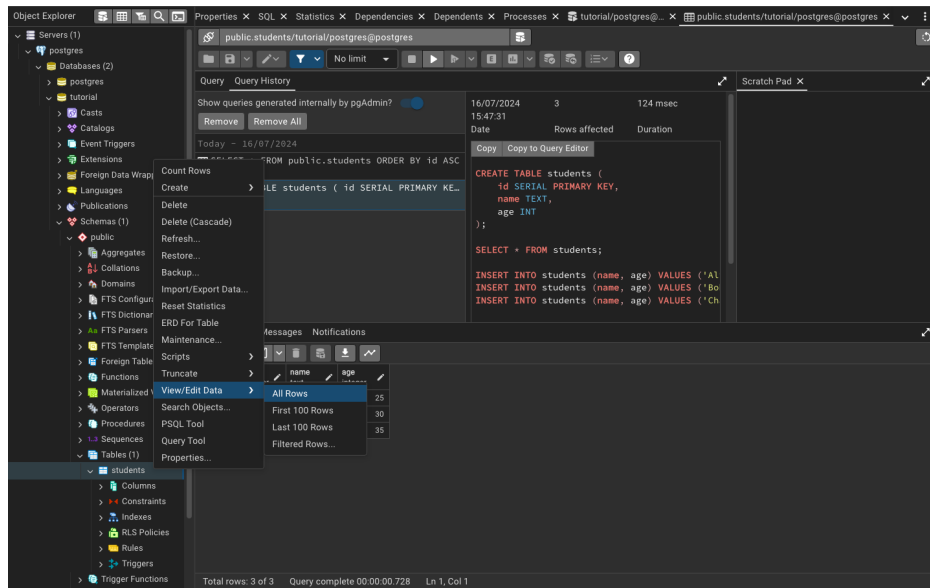 Object Explorer
Properties SQL Statistics Dependencies Dependents Processes tutorial/postgres@... public.students/tutorial/postgres@postgres
Servers (1)
postgres
Databases (2)
postgres
tutorial
Casts
Catalogs
Event Triggers
Extensions
Foreign Data Wrap
Languages
Publications
Schemas (1)
public
Aggregates
Collations
Domains
FTS Configura
FTS Dictionar
Aa FTS Parsers
FTS Template
Foreign Table
Functions
Materialized V
Operators
Procedures
1..3 Sequences
Tables (1)
students
Columns
Constraints
Indexes
RLS Policies
Rules
Triggers
Trigger Functions
Count Rows
Create
Delete
Delete (Cascade)
Refresh...
Restore...
Backup...
Import/Export Data...
Reset Statistics
ERD For Table
Maintenance...
Scripts
Truncate
View/Edit Data
Search Objects...
PSQL Tool
Query Tool
Properties...
All Rows
First 100 Rows
Last 100 Rows
Filtered Rows...
public.students/tutorial/postgres@postgres
No limit
Query Query History
Scratch Pad
Show queries generated internally by pgAdmin?
Remove Remove All
Today - 16/07/2024
FROM public.students ORDER BY id ASC
BLE students ( id SERIAL PRIMARY KE...
16/07/2024 3 124 msec
15:47:31
Date Rows affected Duration
Copy Copy to Query Editor
CREATE TABLE students (
id SERIAL PRIMARY KEY,
name TEXT,
age INT
);
SELECT * FROM students;
INSERT INTO students (name, age) VALUES ('Al
INSERT INTO students (name, age) VALUES ('Bo
INSERT INTO students (name, age) VALUES ('Ch
Messages Notifications
name age
25
30
35
Total rows: 3 of 3 Query complete 00:00:00.728 Ln 1, Col 1